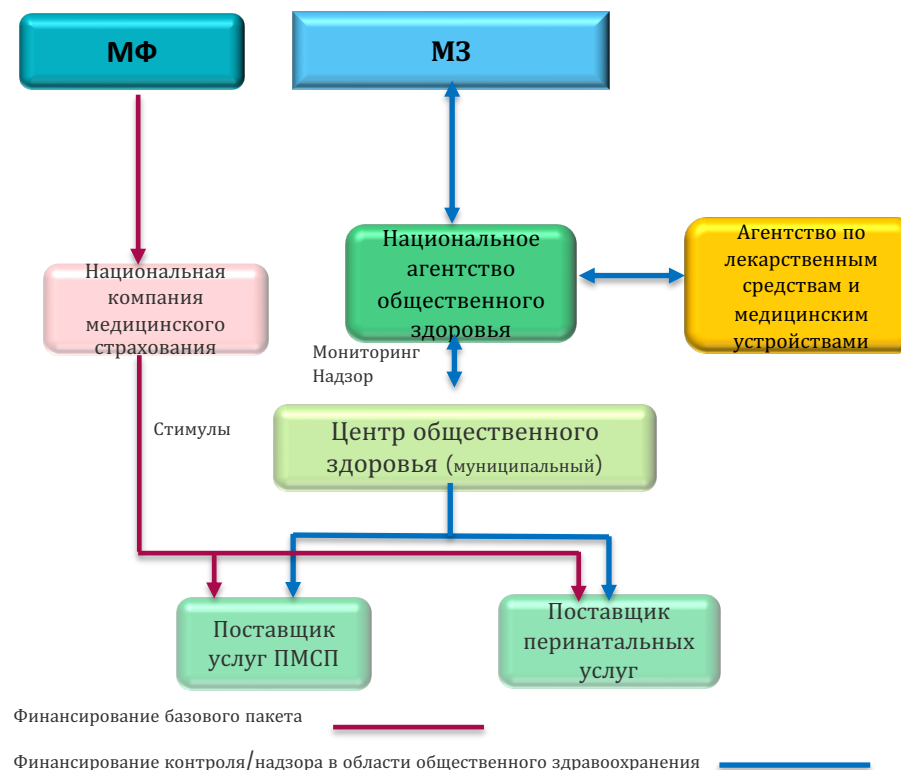 МФ
МЗ
Национальная
компания
медицинского
страхования
Национальное
агентство
общественного
здоровья
Агентство по
лекарственным
средствам и
медицинским
устройствами
Мониторинг
Надзор
Стимулы
Центр общественного
здоровья (муниципальный)
Поставщик
услуг ПМСП
Поставщик
перинатальных
услуг
Финансирование базового пакета
Финансирование контроля/надзора в области общественного здравоохранения